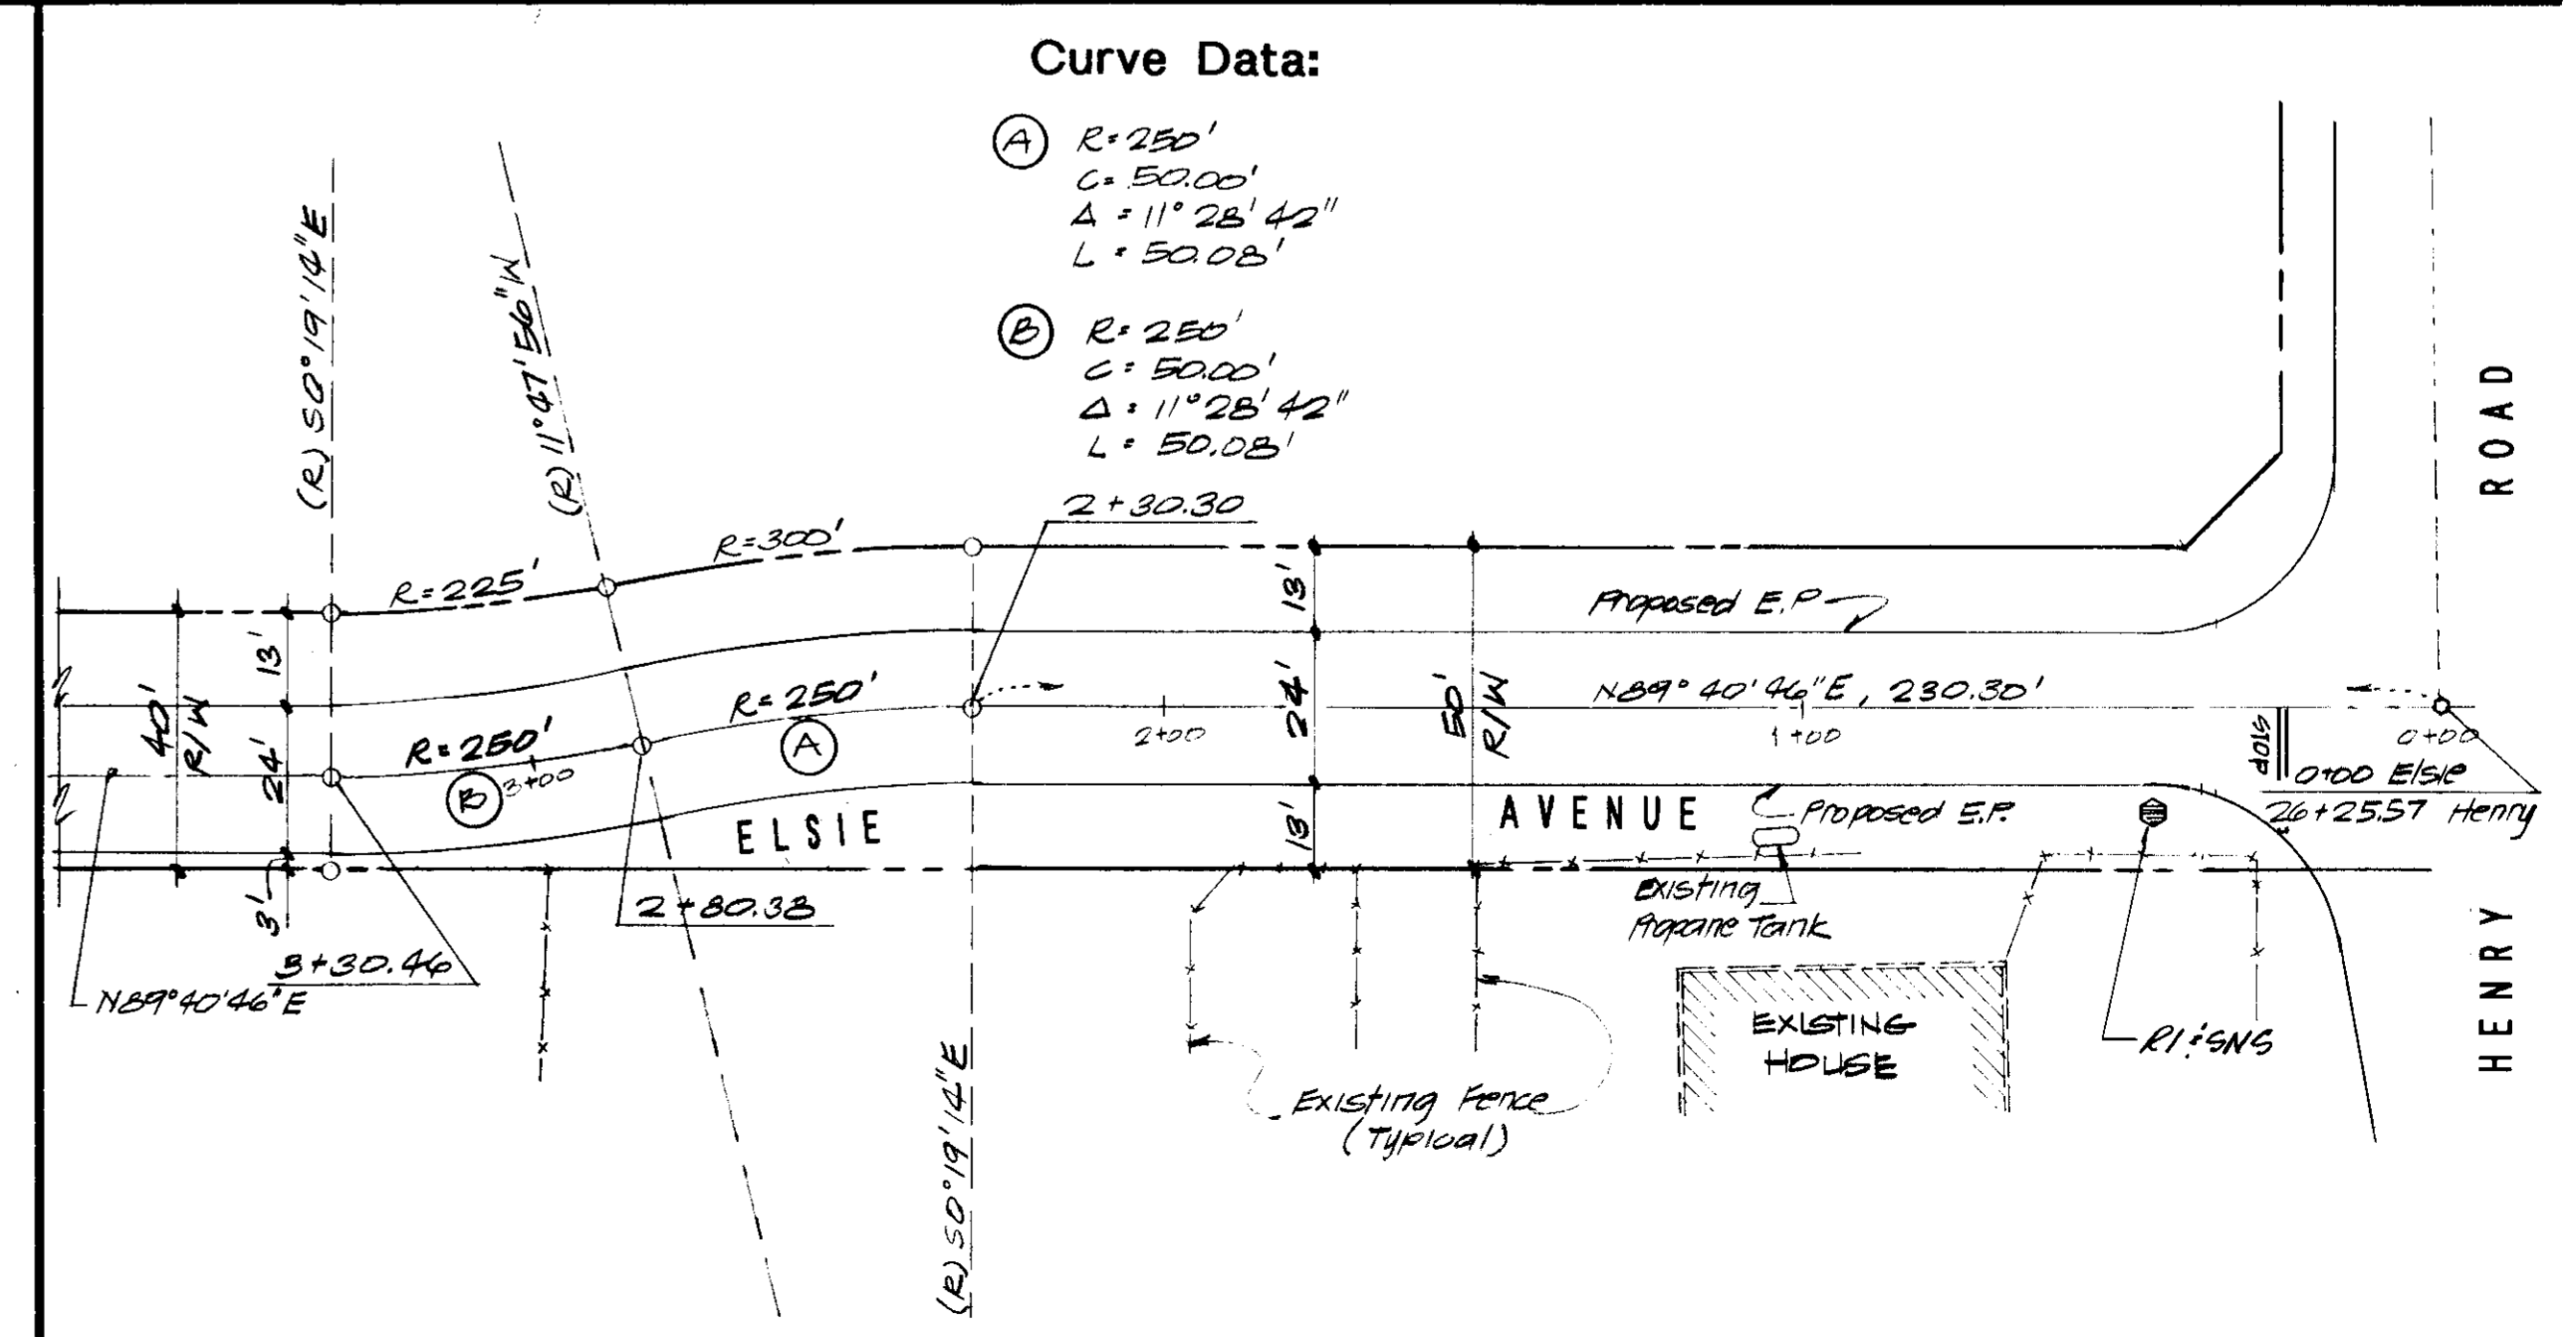 Curve Data:
A
R=250'
C=50.00'
Δ=11°28'42"
L=50.08'
B
R=250'
C=50.00'
Δ=11°28'42"
L=50.08'
(R) S0°19'14"E
(R) 11°47'56"W
2+30.30
R=225'
R=300'
13'
Proposed E.P
ROAD
13'
40'
R/W
24'
3'
R=250'
B
3+00
R=250'
A
2+00
24'
50'
R/W
N89°40'46"E, 230.30'
1+00
STOP
0+00
0+00 Elsie
26+25.57 Henry
ELSIE
AVENUE
13'
Proposed E.P.
Existing
Propane Tank
2+80.38
3+30.46
N89°40'46"E
(R) S0°19'14"E
Existing Fence
(Typical)
EXISTING
HOUSE
R1 & SNS
HENRY